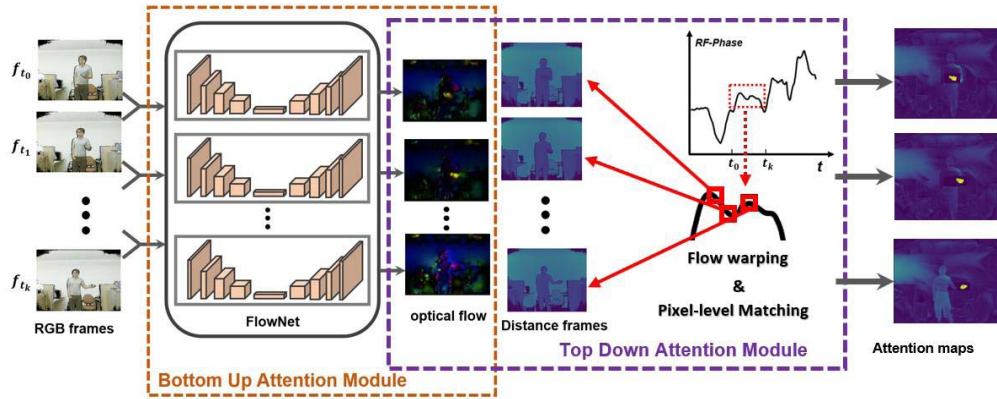 f_{t_0}
f_{t_1}
f_{t_k}
RGB frames
FlowNet
Bottom Up Attention Module
optical flow
Distance frames
RF-Phase
t_0
t_k
t
Flow warping
&
Pixel-level Matching
Top Down Attention Module
Attention maps